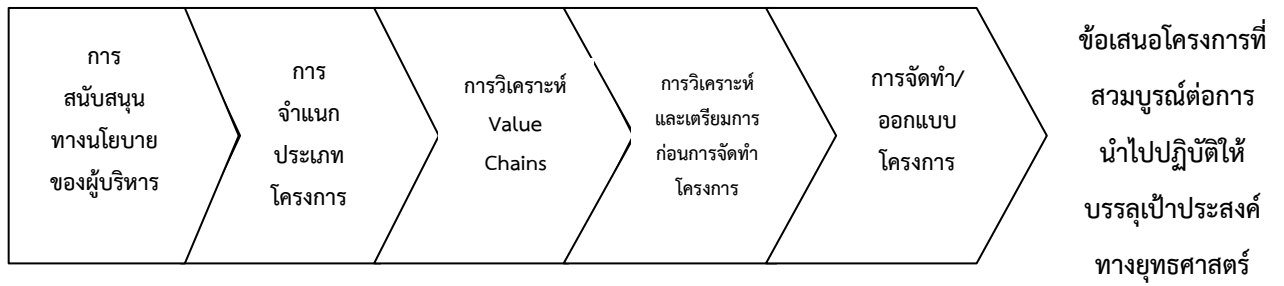 การ
สนับสนุน
ทางนโยบาย
ของผู้บริหาร
การ
จำแนก
ประเภท
โครงการ
การวิเคราะห์
Value
Chains
การวิเคราะห์
และเตรียมการ
ก่อนการจัดทำ
โครงการ
การจัดทำ/
ออกแบบ
โครงการ
ข้อเสนอโครงการที่
สวมบูรณ์ต่อการ
นำไปปฏิบัติให้
บรรลุเป้าประสงค์
ทางยุทธศาสตร์